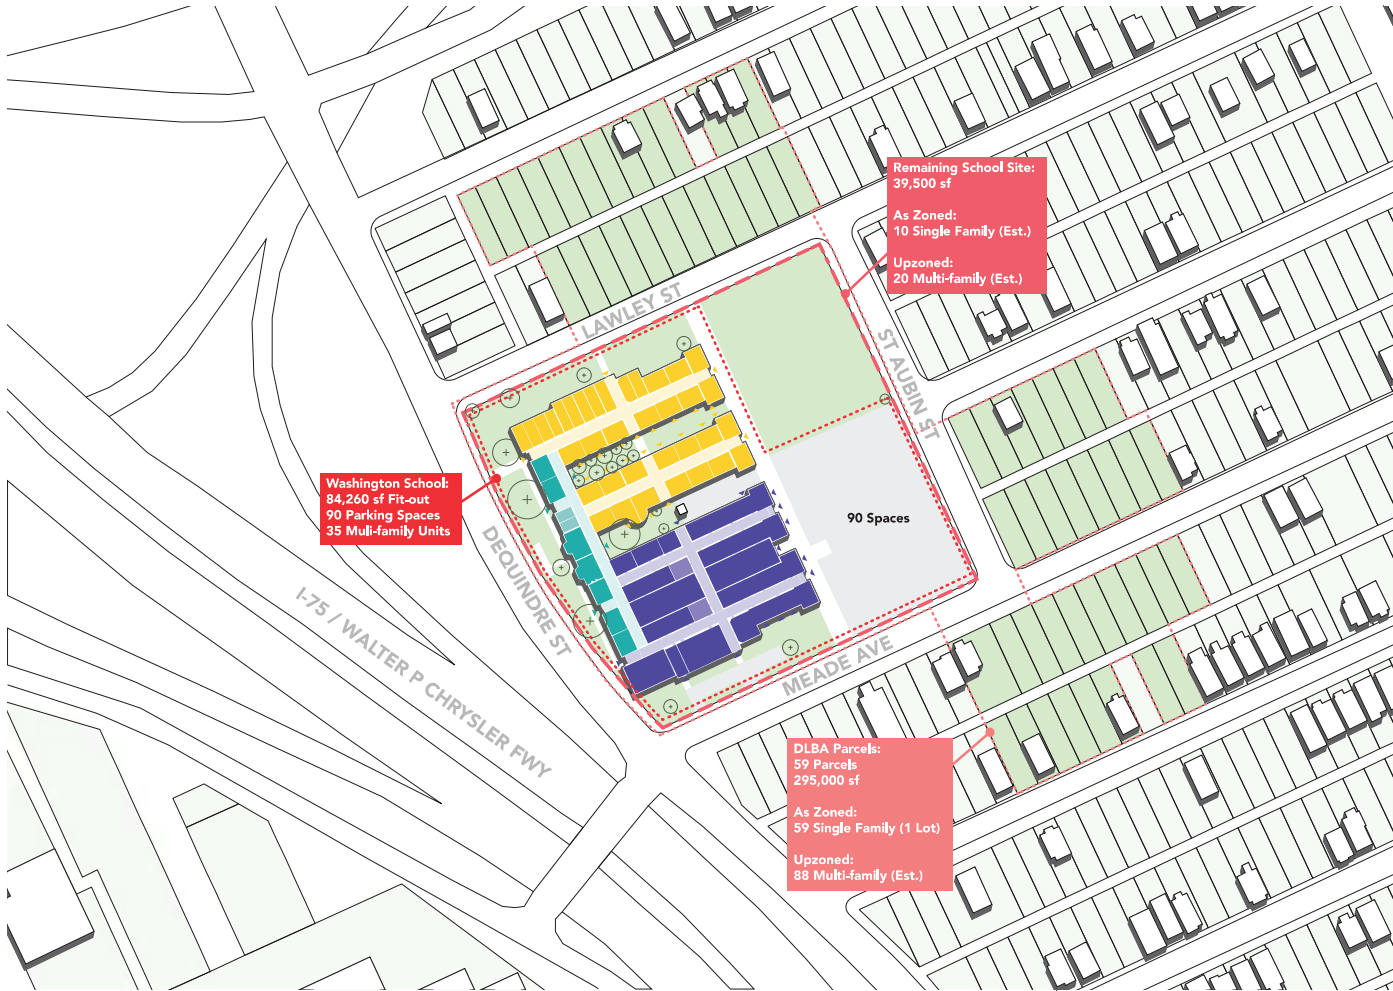 Remaining School Site:
39,500 sf
As Zoned:
10 Single Family (Est.)
Upzoned:
20 Multi-family (Est.)
LAWLEY ST
ST AUBIN ST
Washington School:
84,260 sf Fit-out
90 Parking Spaces
35 Muli-family Units
90 Spaces
DEQUINDRE ST
I-75 / WALTER P CHRYSLER FWY
MEADE AVE
DLBA Parcels:
59 Parcels
295,000 sf
As Zoned:
59 Single Family (1 Lot)
Upzoned:
88 Multi-family (Est.)